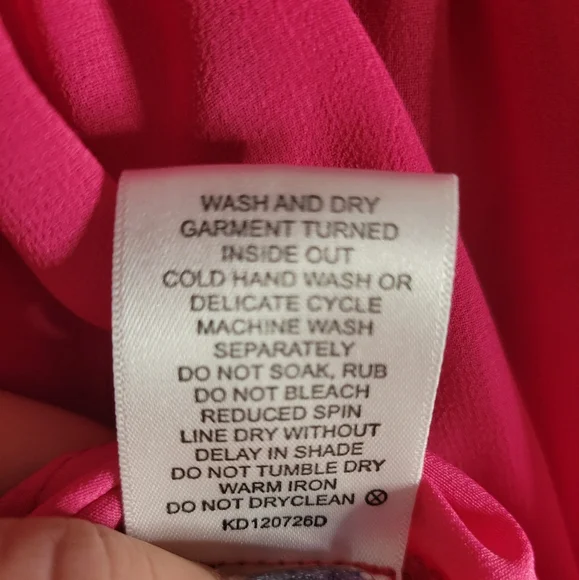 WASH AND DRY
GARMENT TURNED
INSIDE OUT
COLD HAND WASH OR
DELICATE CYCLE
MACHINE WASH
SEPARATELY
DO NOT SOAK, RUB
DO NOT BLEACH
REDUCED SPIN
LINE DRY WITHOUT
DELAY IN SHADE
DO NOT TUMBLE DRY
WARM IRON
DO NOT DRYCLEAN
KD120726D